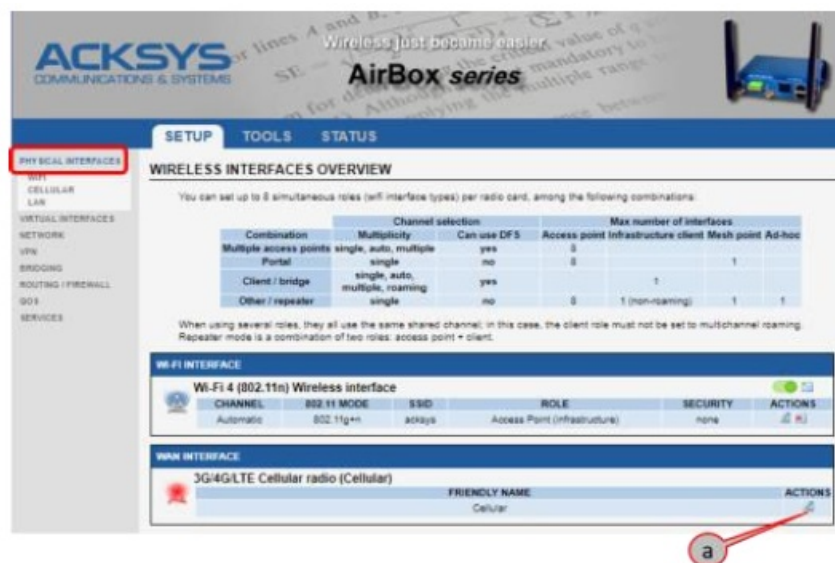 ACKSYS
COMMUNICATIONS & SYSTEMS
Wireless just became easier
AirBox series
SETUP TOOLS STATUS
PHYSICAL INTERFACES
WIFI
CELLULAR
LAN
VIRTUAL INTERFACES
NETWORK
VPN
BRIDGING
ROUTING / FIREWALL
QOS
SERVICES
WIRELESS INTERFACES OVERVIEW
You can set up to 8 simultaneous roles (wifi interface types) per radio card, among the following combinations:
Channel selection Max number of interfaces
Combination Multiplicity Can use DFS Access point Infrastructure client Mesh point Ad-hoc
Multiple access points single, auto, multiple yes 8
Portal single no 8 1
Client / bridge single, auto, multiple, roaming yes 1
Other / repeater single no 8 1 (non-roaming) 1 1
When using several roles, they all use the same shared channel; in this case, the client role must not be set to multichannel roaming.
Repeater mode is a combination of two roles: access point + client.
WI-FI INTERFACE
Wi-Fi 4 (802.11n) Wireless interface
CHANNEL 802.11 MODE SSID ROLE SECURITY ACTIONS
Automatic 802.11g+n acksys Access Point (infrastructure) none
WAN INTERFACE
3G/4G/LTE Cellular radio (Cellular)
FRIENDLY NAME ACTIONS
Cellular
a